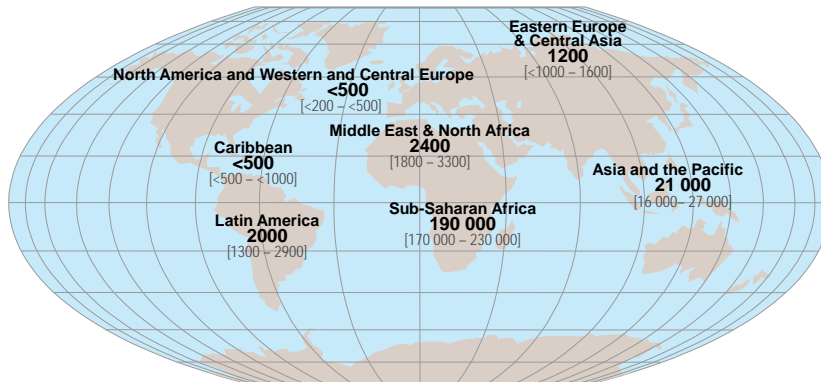 Eastern Europe
& Central Asia
1200
[<1000 – 1600]
North America and Western and Central Europe
<500
[<200 – <500]
Middle East & North Africa
2400
[1800 – 3300]
Caribbean
<500
[<500 – <1000]
Asia and the Pacific
21 000
[16 000– 27 000]
Sub-Saharan Africa
190 000
[170 000 – 230 000]
Latin America
2000
[1300 – 2900]